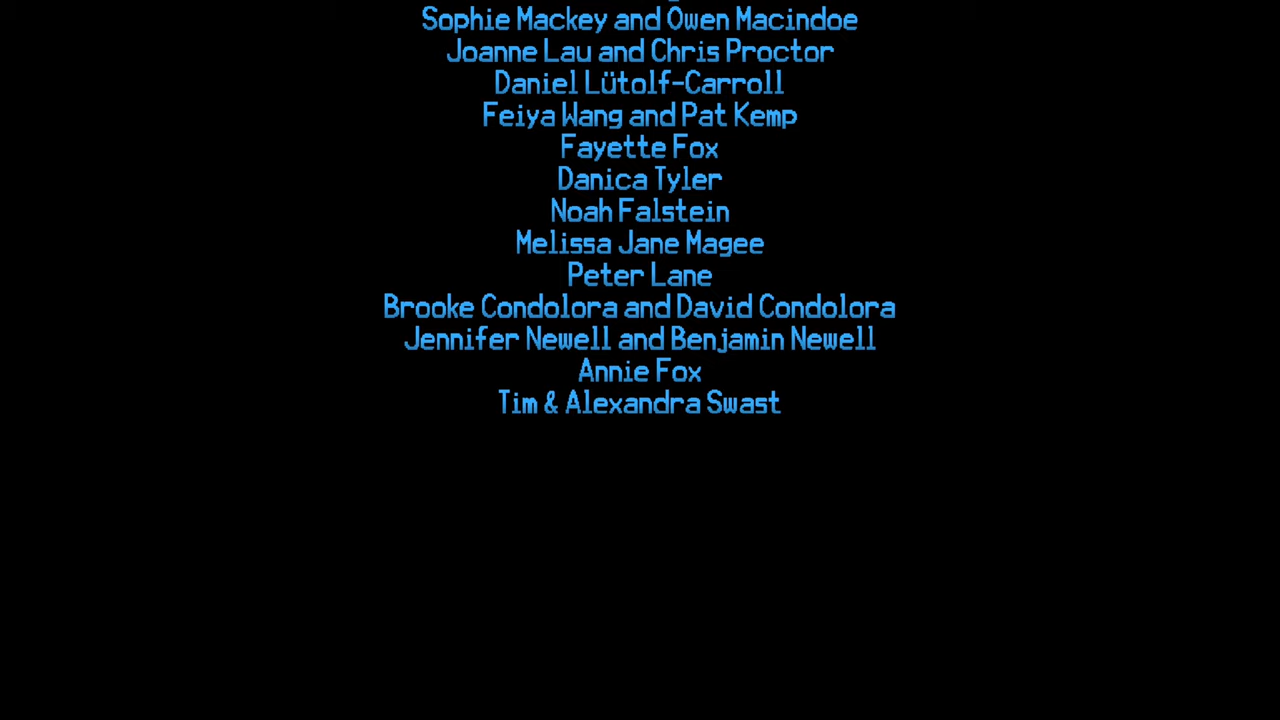 Sophie Mackey and Owen Macindoe
Joanne Lau and Chris Proctor
Daniel Lütolf-Carroll
Feiya Wang and Pat Kemp
Fayette Fox
Danica Tyler
Noah Falstein
Melissa Jane Magee
Peter Lane
Brooke Condolora and David Condolora
Jennifer Newell and Benjamin Newell
Annie Fox
Tim & Alexandra Swast